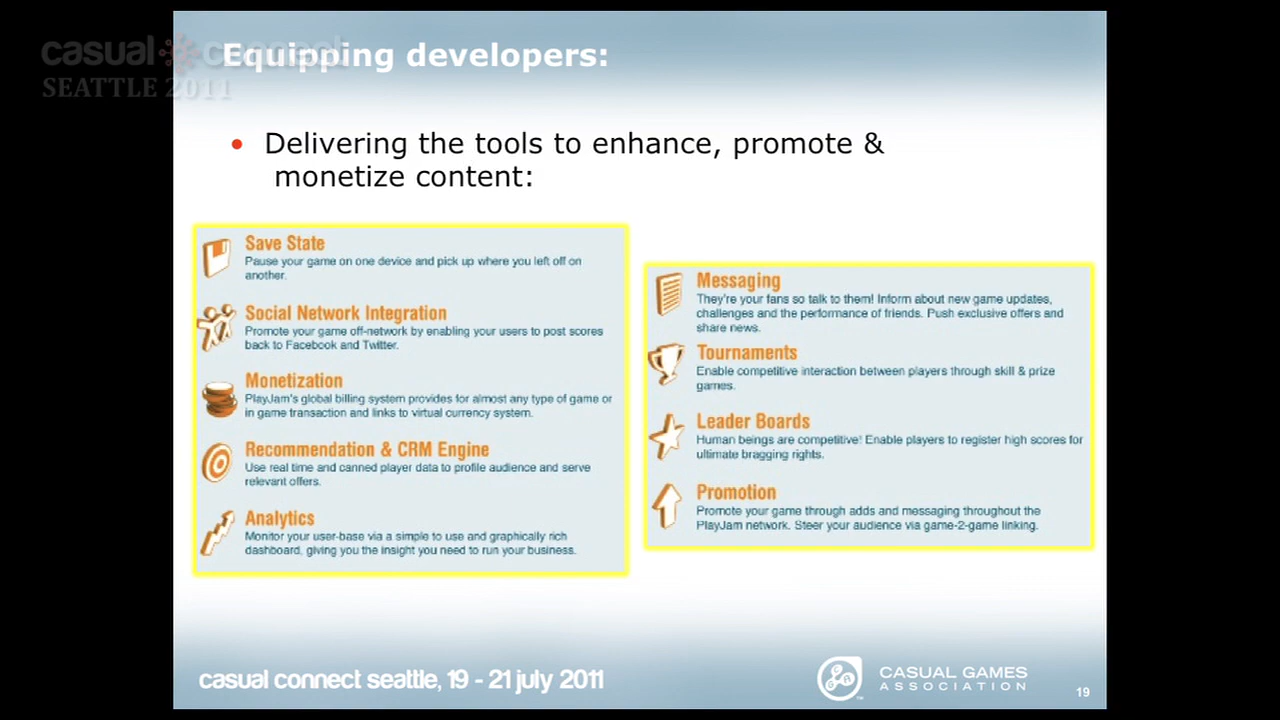 casual connect
SEATTLE 2011
Equipping developers:
• Delivering the tools to enhance, promote &
monetize content:
Save State
Pause your game on one device and pick up where you left off on
another.
Social Network Integration
Promote your game off-network by enabling your users to post scores
back to Facebook and Twitter.
Monetization
PlayJam's global billing system provides for almost any type of game or
in game transaction and links to virtual currency system.
Recommendation & CRM Engine
Use real time and canned player data to profile audience and serve
relevant offers.
Analytics
Monitor your user-base via a simple to use and graphically rich
dashboard, giving you the insight you need to run your business.
Messaging
They're your fans so talk to them! Inform about new game updates,
challenges and the performance of friends. Push exclusive offers and
share news.
Tournaments
Enable competitive interaction between players through skill & prize
games.
Leader Boards
Human beings are competitive! Enable players to register high scores for
ultimate bragging rights.
Promotion
Promote your game through adds and messaging throughout the
PlayJam network. Steer your audience via game-2-game linking.
casual connect seattle, 19 - 21 july 2011
CGA
CASUAL GAMES
ASSOCIATION
TM
19